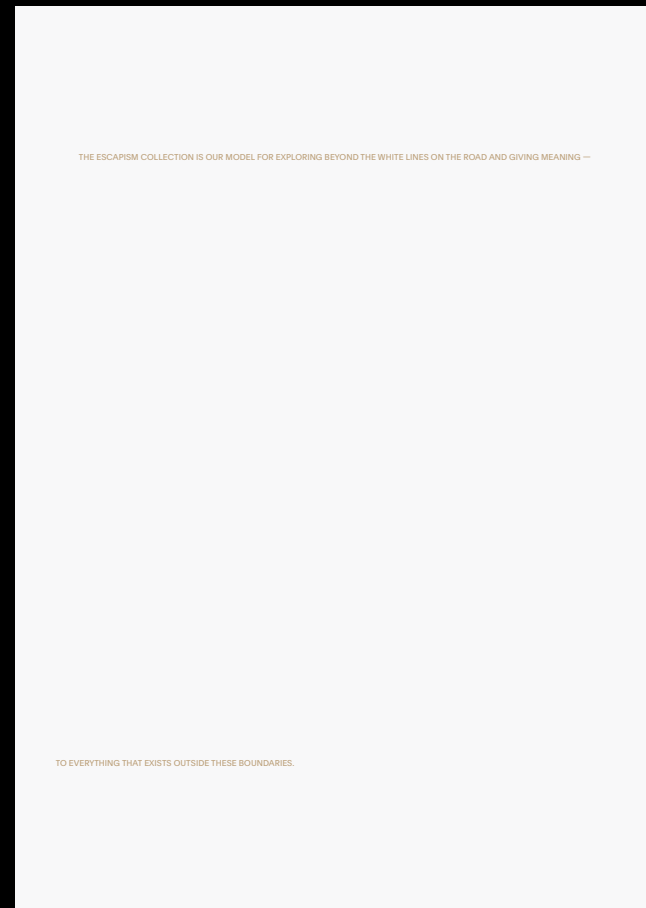 THE ESCAPISM COLLECTION IS OUR MODEL FOR EXPLORING BEYOND THE WHITE LINES ON THE ROAD AND GIVING MEANING —
TO EVERYTHING THAT EXISTS OUTSIDE THESE BOUNDARIES.